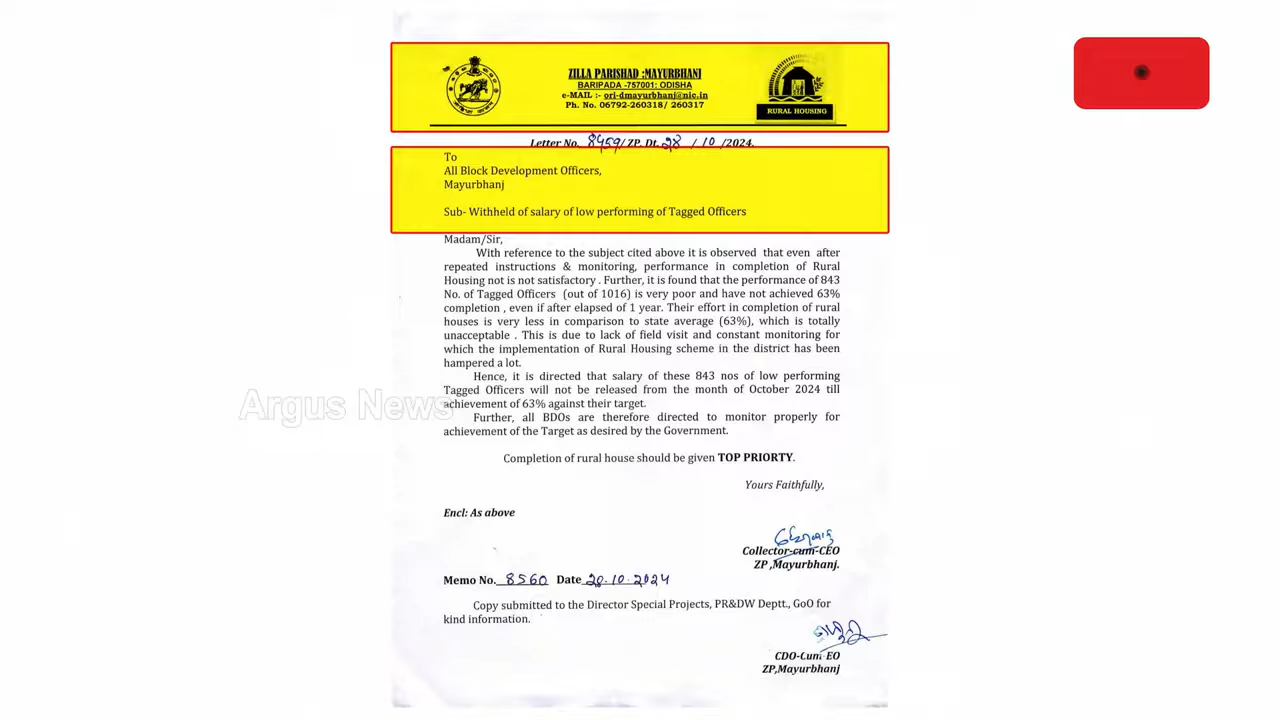 ZILLA PARISHAD :MAYURBHANJ
BARIPADA -757001: ODISHA
e-MAIL :- ori-dmayurbhanj@nic.in
Ph. No. 06792-260318/ 260317
RURAL HOUSING
Letter No. 8459/ZP. Dt. 28 / 10 /2024.
To
All Block Development Officers,
Mayurbhanj
Sub- Withheld of salary of low performing of Tagged Officers
Madam/Sir,
With reference to the subject cited above it is observed that even after
repeated instructions & monitoring, performance in completion of Rural
Housing not is not satisfactory . Further, it is found that the performance of 843
No. of Tagged Officers (out of 1016) is very poor and have not achieved 63%
completion , even if after elapsed of 1 year. Their effort in completion of rural
houses is very less in comparison to state average (63%), which is totally
unacceptable . This is due to lack of field visit and constant monitoring for
which the implementation of Rural Housing scheme in the district has been
hampered a lot.
Hence, it is directed that salary of these 843 nos of low performing
Tagged Officers will not be released from the month of October 2024 till
achievement of 63% against their target.
Further, all BDOs are therefore directed to monitor properly for
achievement of the Target as desired by the Government.
Argus News
Completion of rural house should be given TOP PRIORTY.
Yours Faithfully,
Encl: As above
Collector-cum-CEO
ZP ,Mayurbhanj.
Memo No. 8560 Date 28.10.2024
Copy submitted to the Director Special Projects, PR&DW Deptt., GoO for
kind information.
CDO-Cum-EO
ZP,Mayurbhanj